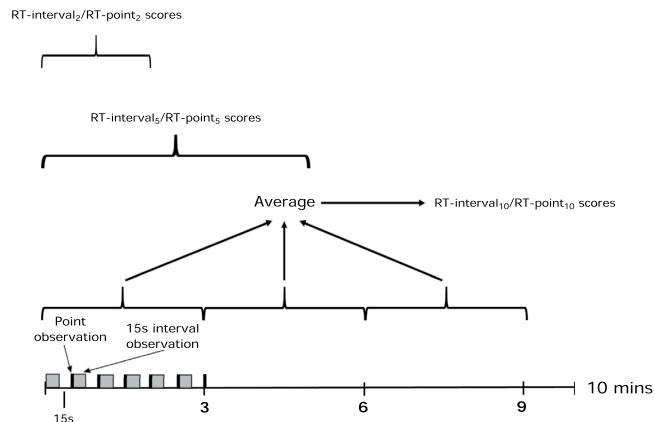 RT-interval₂/RT-point₂ scores
RT-interval₅/RT-point₅ scores
Average
RT-interval₁₀/RT-point₁₀ scores
Point
observation
15s interval
observation
10 mins
3
6
9
15s